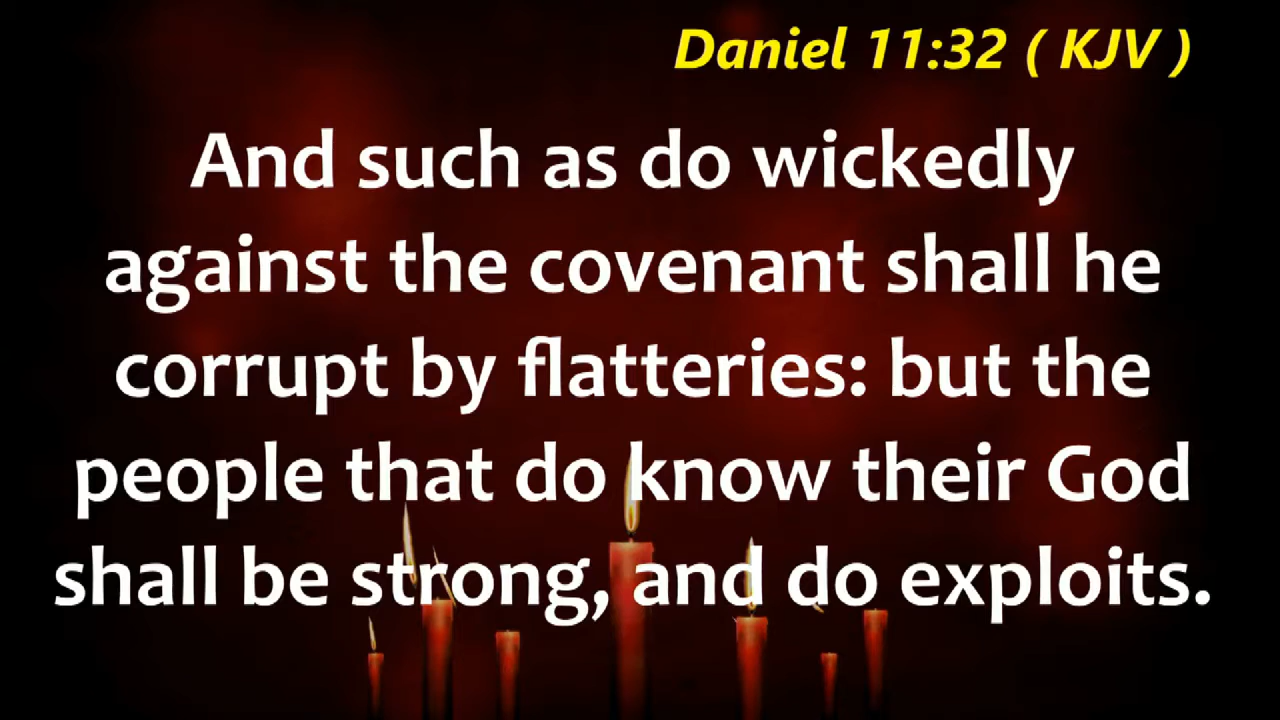 Daniel 11:32 ( KJV )
And such as do wickedly
against the covenant shall he
corrupt by flatteries: but the
people that do know their God
shall be strong, and do exploits.